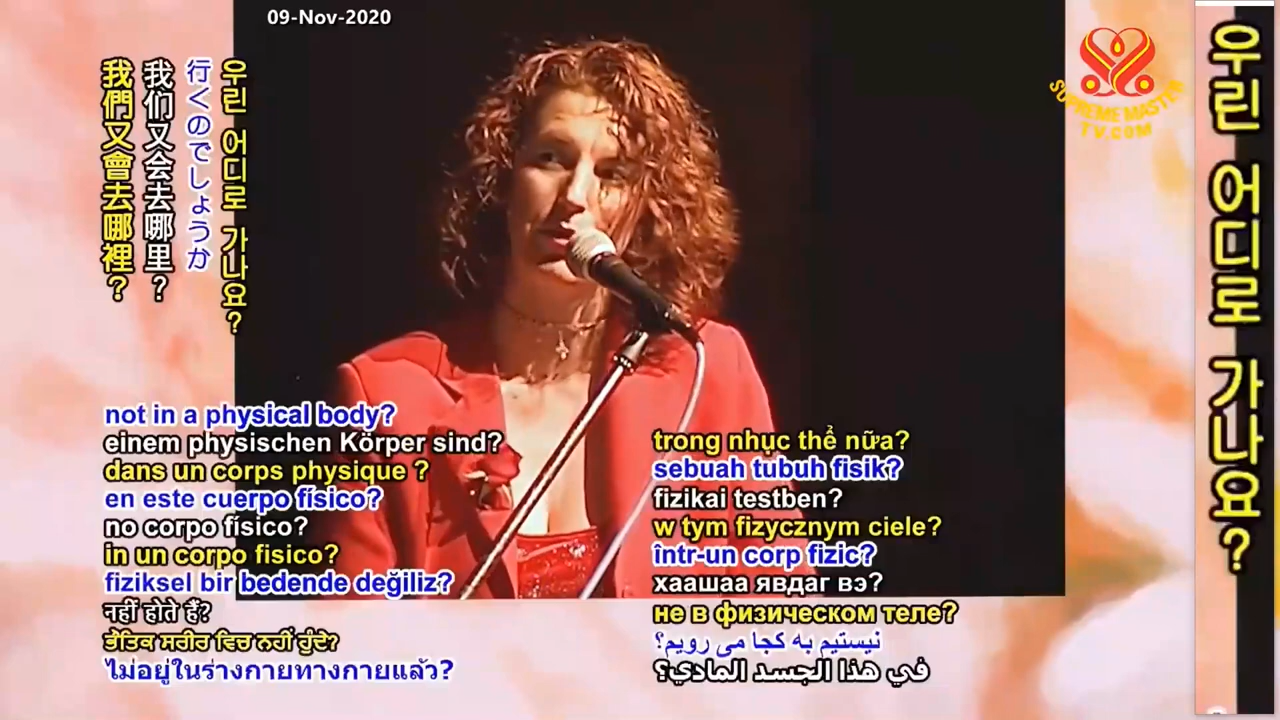 09-Nov-2020
SUPREME MASTER
TV.COM
우린 어디로 가나요?
우린 어디로 가나요?
行くのでしょうか
我们又会去哪里？
我們又會去哪裡？
not in a physical body?
einem physischen Körper sind?
dans un corps physique ?
en este cuerpo físico?
no corpo físico?
in un corpo fisico?
fiziksel bir bedende değiliz?
नहीं होते हैं?
ਭੌਤਿਕ ਸਰੀਰ ਵਿਚ ਨਹੀਂ ਹੁੰਦੇ?
ไม่อยู่ในร่างกายทางกายแล้ว?
trong nhục thể nữa?
sebuah tubuh fisik?
fizikai testben?
w tym fizycznym ciele?
într-un corp fizic?
хаашаа явдаг вэ?
не в физическом теле?
نیستیم به کجا می رویم؟
في هذا الجسد المادي؟